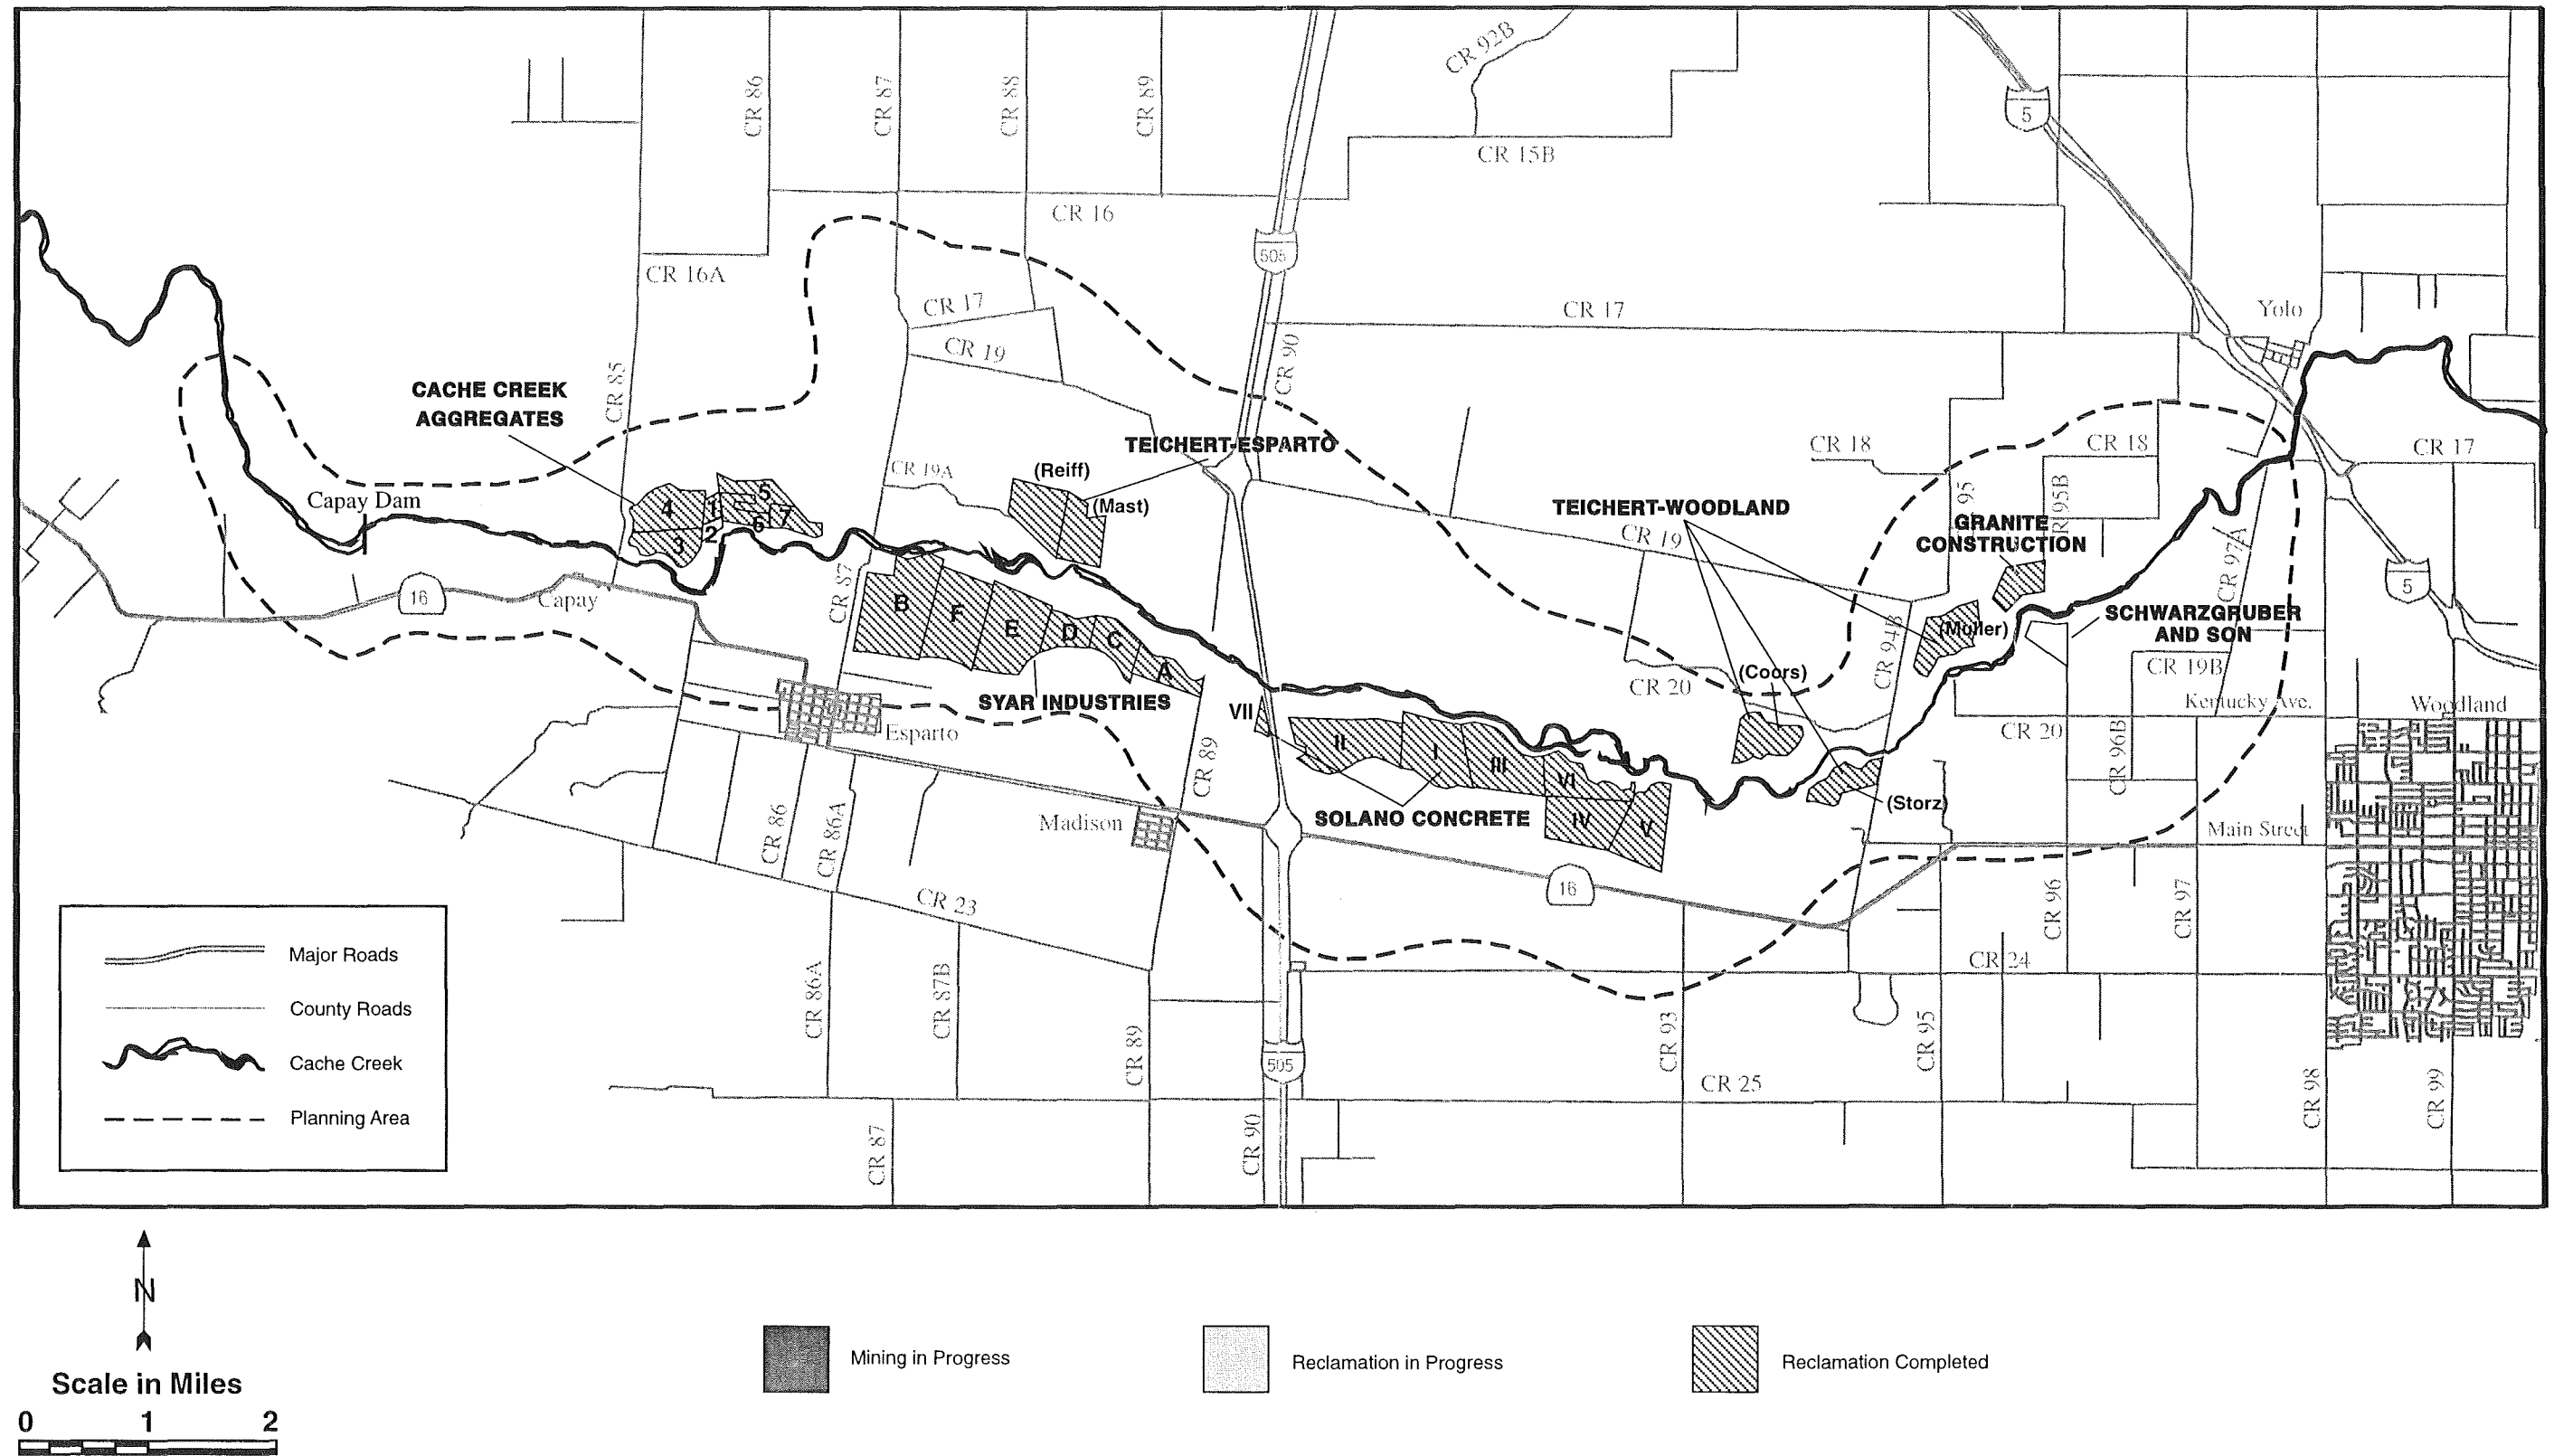 CR 92B
5
CR 86
CR 87
CR 88
CR 89
CR 15B
CR 16
505
CR 16A
CR 17
CR 17
Yolo
CR 19
CR 90
CR 85
CACHE CREEK
AGGREGATES
TEICHERT-ESPARTO
CR 18
CR 18
CR 17
CR 19A
(Reiff)
(Mast)
Capay Dam
4
1
5
2
6
7
3
TEICHERT-WOODLAND
CR 19
95
R 95B
GRANITE
CONSTRUCTION
CR 97A
5
16
Capay
CR 87
B
F
E
D
C
A
SCHWARZGRUBER
AND SON
(Muller)
CR 94B
CR 19B
(Coors)
CR 20
SYAR INDUSTRIES
VII
Kentucky Ave.
Woodland
Esparto
CR 89
II
I
III
VI
IV
V
CR 20
CR 96B
(Storz)
SOLANO CONCRETE
Madison
CR 86
CR 86A
Main Street
16
CR 23
CR 96
CR 97
CR 24
CR 86A
CR 87B
CR 89
505
CR 93
CR 95
CR 25
CR 98
CR 99
CR 87
CR 90
Major Roads
County Roads
Cache Creek
Planning Area
N
Scale in Miles
0 1 2
Mining in Progress
Reclamation in Progress
Reclamation Completed